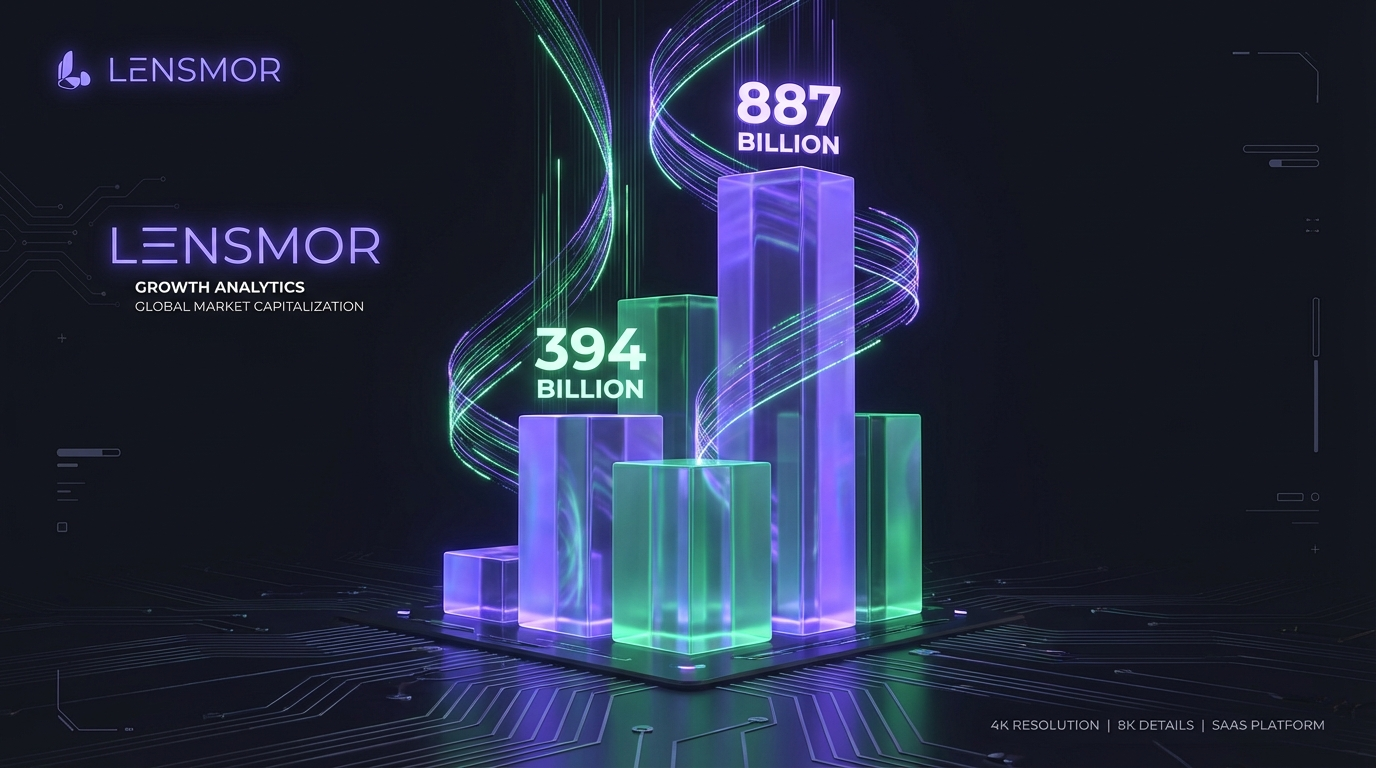 LENSMOR
LENSMOR
GROWTH ANALYTICS
GLOBAL MARKET CAPITALIZATION
887
BILLION
394
BILLION
4K RESOLUTION | 8K DETAILS | SAAS PLATFORM